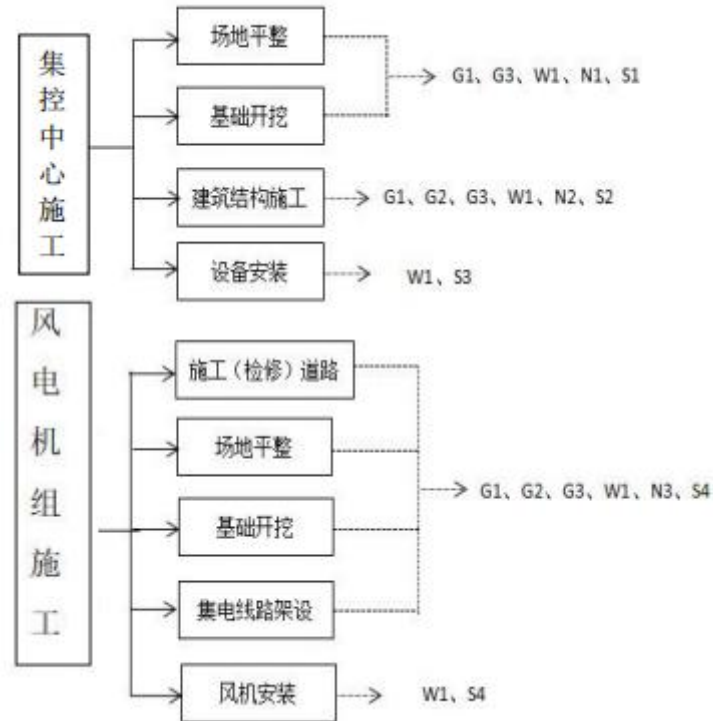 集控中心施工
场地平整
基础开挖
G1、G3、W1、N1、S1
建筑结构施工
G1、G2、G3、W1、N2、S2
设备安装
W1、S3
风电机组施工
施工（检修）道路
场地平整
基础开挖
G1、G2、G3、W1、N3、S4
集电线路架设
风机安装
W1、S4